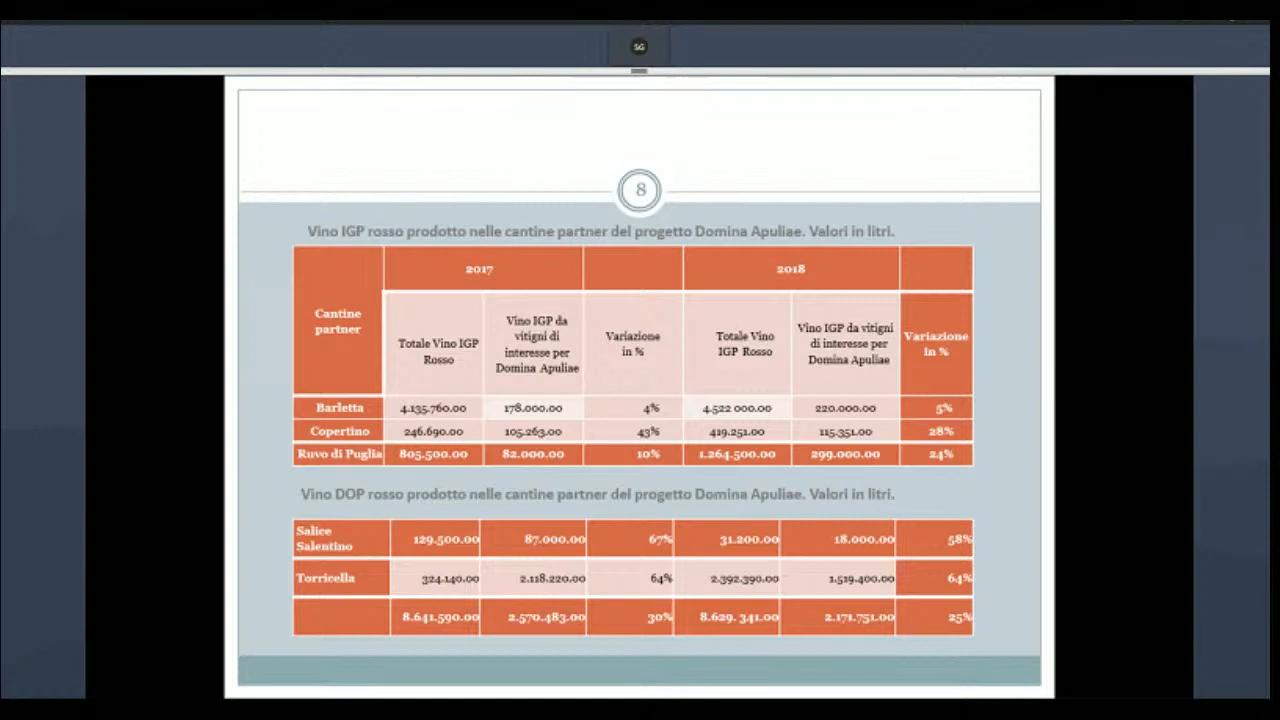 SG
8
Vino IGP rosso prodotto nelle cantine partner del progetto Domina Apuliae. Valori in litri.
Cantine partner
2017
2018
Totale Vino IGP Rosso
Vino IGP da vitigni di interesse per Domina Apuliae
Variazione in %
Totale Vino IGP Rosso
Vino IGP da vitigni di interesse per Domina Apuliae
Variazione in %
Barletta 4.135.760.00 178.000.00 4% 4.522 000.00 220.000.00 5%
Copertino 246.690.00 105.263.00 43% 419.251.00 115.351.00 28%
Ruvo di Puglia 805.500.00 82.000.00 10% 1.264.500.00 299.000.00 24%
Vino DOP rosso prodotto nelle cantine partner del progetto Domina Apuliae. Valori in litri.
Salice Salentino 129.500.00 87.000.00 67% 31.200.00 18.000.00 58%
Torricella 324.140.00 2.118.220.00 64% 2.392.390.00 1.519.400.00 64%
8.641.590.00 2.570.483.00 30% 8.629. 341.00 2.171.751.00 25%